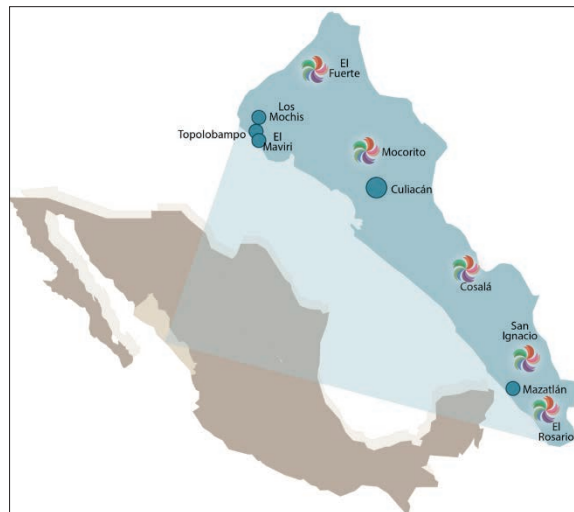 El
Fuerte
Los
Mochis
Topolobampo
El
Maviri
Mocorito
Culiacán
Cosalá
San
Ignacio
Mazatlán
El
Rosario